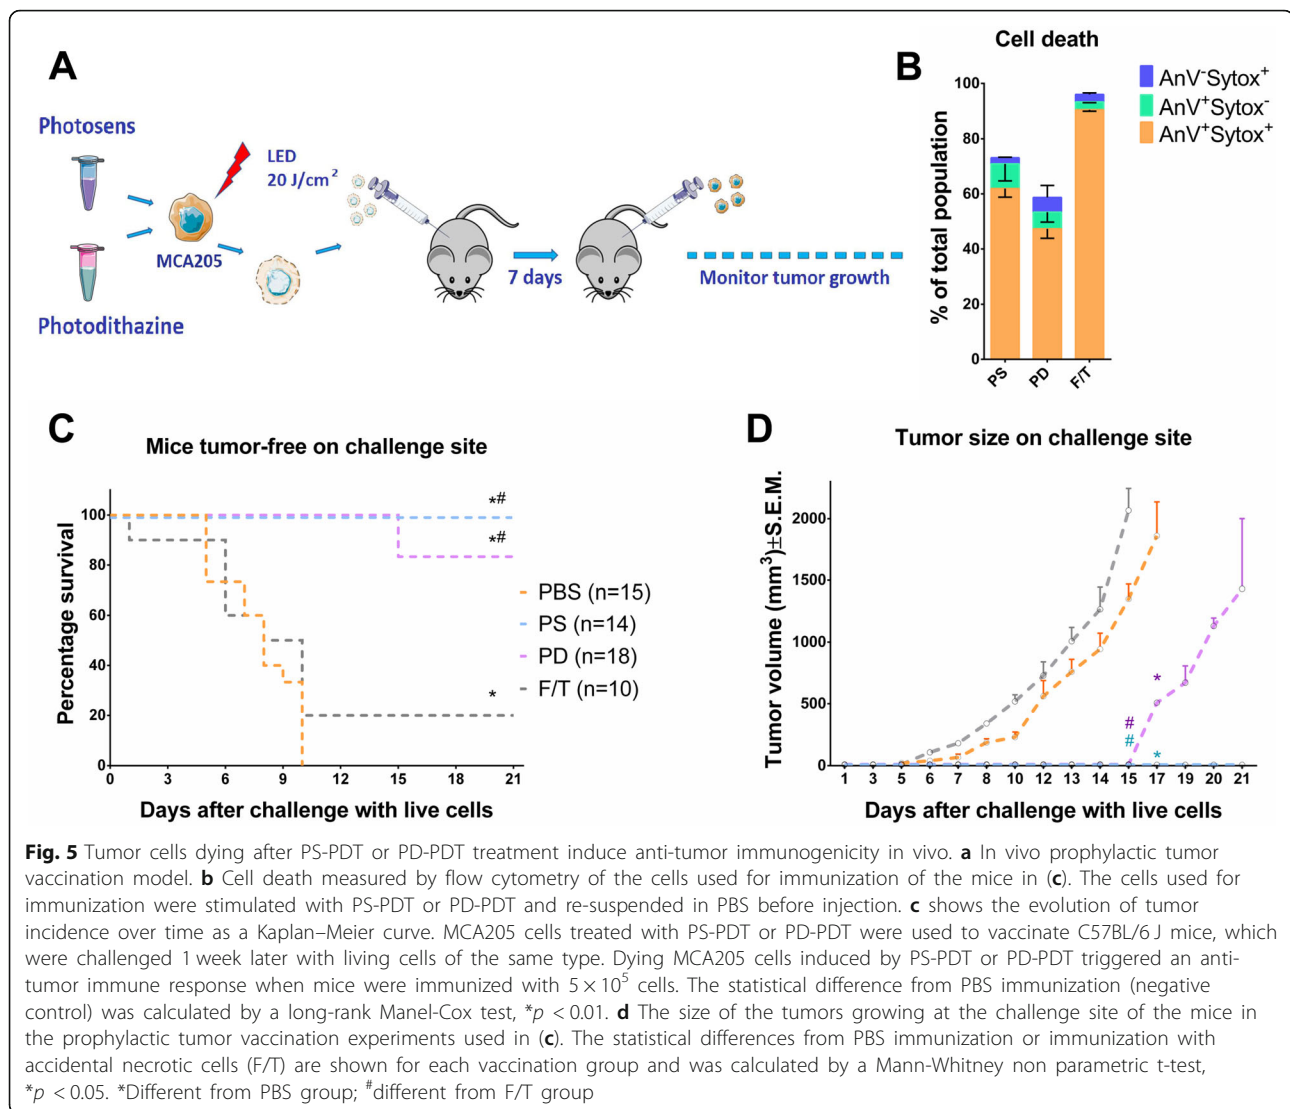 A
Photosens
LED
20 J/cm²
MCA205
Photodithazine
7 days
Monitor tumor growth
B
Cell death
% of total population
100
80
60
40
20
0
PS
PD
F/T
AnV⁻Sytox⁺
AnV⁺Sytox⁻
AnV⁺Sytox⁺
C
Mice tumor-free on challenge site
Percentage survival
100
80
60
40
20
0
0 3 6 9 12 15 18 21
Days after challenge with live cells
*#
*#
*
PBS (n=15)
PS (n=14)
PD (n=18)
F/T (n=10)
D
Tumor size on challenge site
Tumor volume (mm³)±S.E.M.
2000
1500
1000
500
0
*
#
#
*
1 3 5 6 7 8 10 12 13 14 15 17 19 20 21
Days after challenge with live cells
Fig. 5 Tumor cells dying after PS-PDT or PD-PDT treatment induce anti-tumor immunogenicity in vivo. a In vivo prophylactic tumor
vaccination model. b Cell death measured by flow cytometry of the cells used for immunization of the mice in (c). The cells used for
immunization were stimulated with PS-PDT or PD-PDT and re-suspended in PBS before injection. c shows the evolution of tumor
incidence over time as a Kaplan–Meier curve. MCA205 cells treated with PS-PDT or PD-PDT were used to vaccinate C57BL/6 J mice, which
were challenged 1 week later with living cells of the same type. Dying MCA205 cells induced by PS-PDT or PD-PDT triggered an anti-
tumor immune response when mice were immunized with 5 × 10⁵ cells. The statistical difference from PBS immunization (negative
control) was calculated by a long-rank Manel-Cox test, *p < 0.01. d The size of the tumors growing at the challenge site of the mice in
the prophylactic tumor vaccination experiments used in (c). The statistical differences from PBS immunization or immunization with
accidental necrotic cells (F/T) are shown for each vaccination group and was calculated by a Mann-Whitney non parametric t-test,
*p < 0.05. *Different from PBS group; #different from F/T group